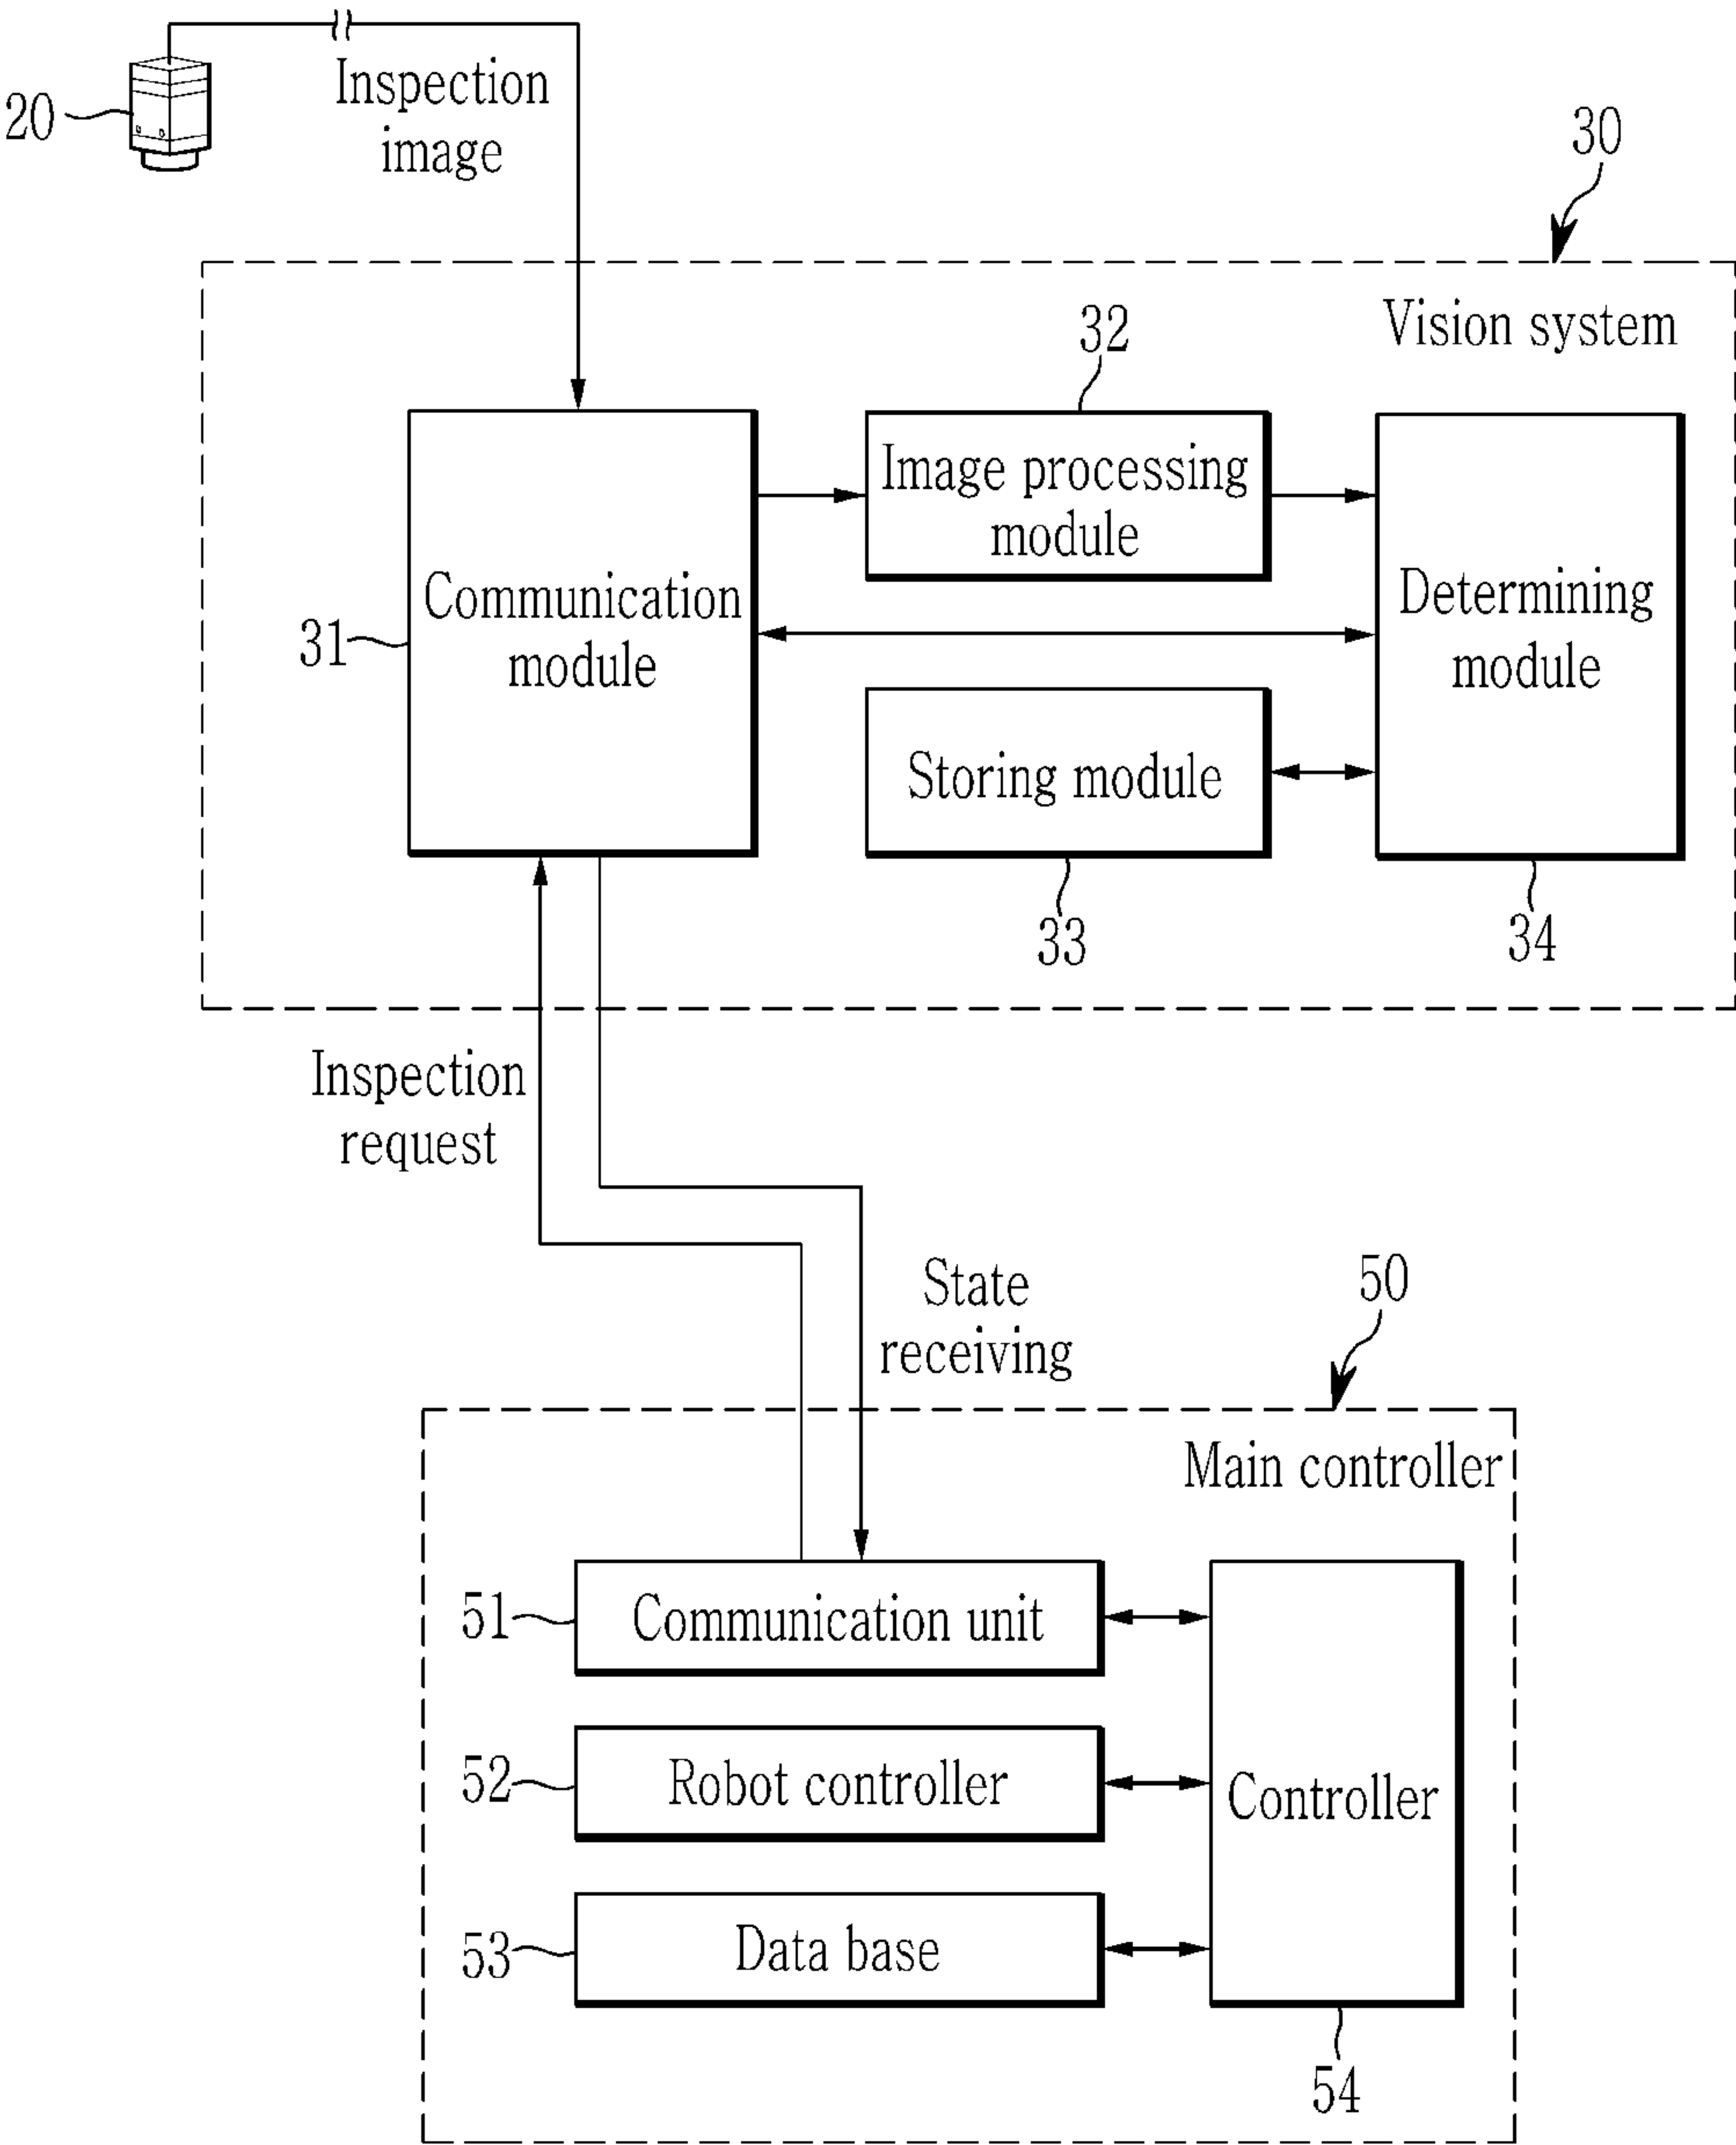 20
Inspection
image
30
Vision system
32
Image processing
module
Communication
module
31
Determining
module
Storing module
33
34
Inspection
request
State
receiving
50
Main controller
51
Communication unit
52
Robot controller
Controller
53
Data base
54